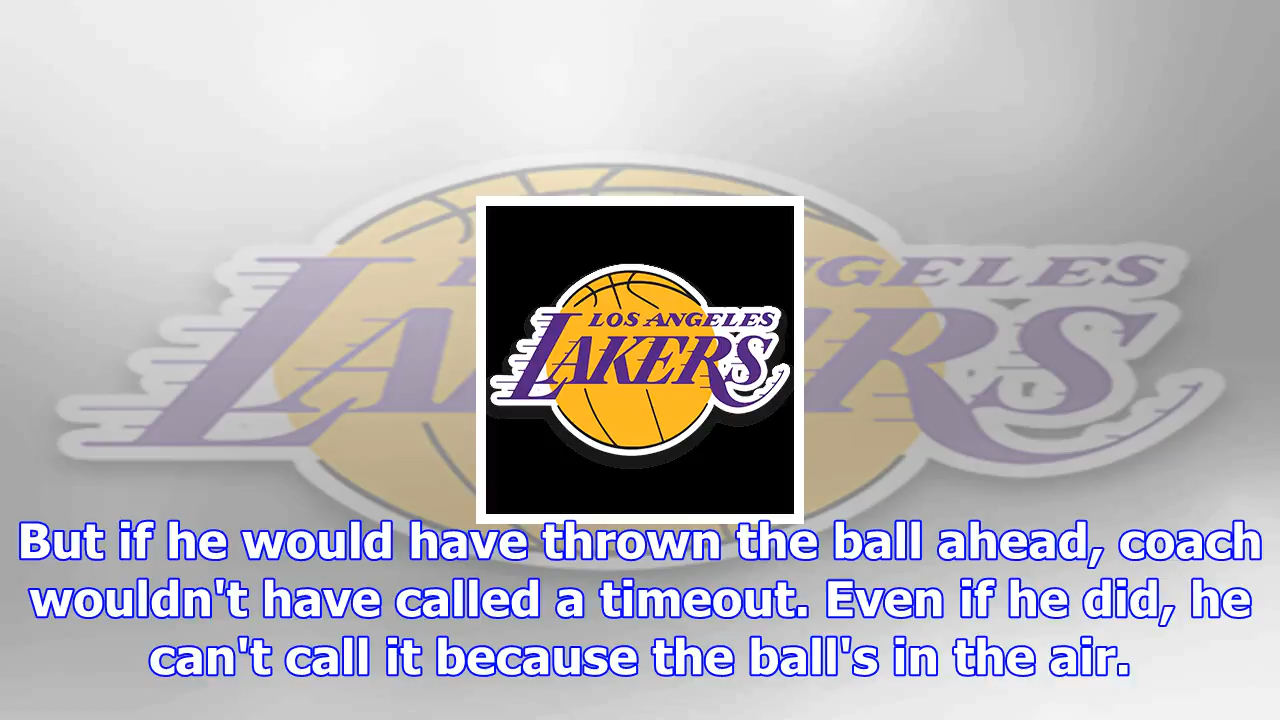 LOS ANGELES
LAKERS
But if he would have thrown the ball ahead, coach
wouldn't have called a timeout. Even if he did, he
can't call it because the ball's in the air.